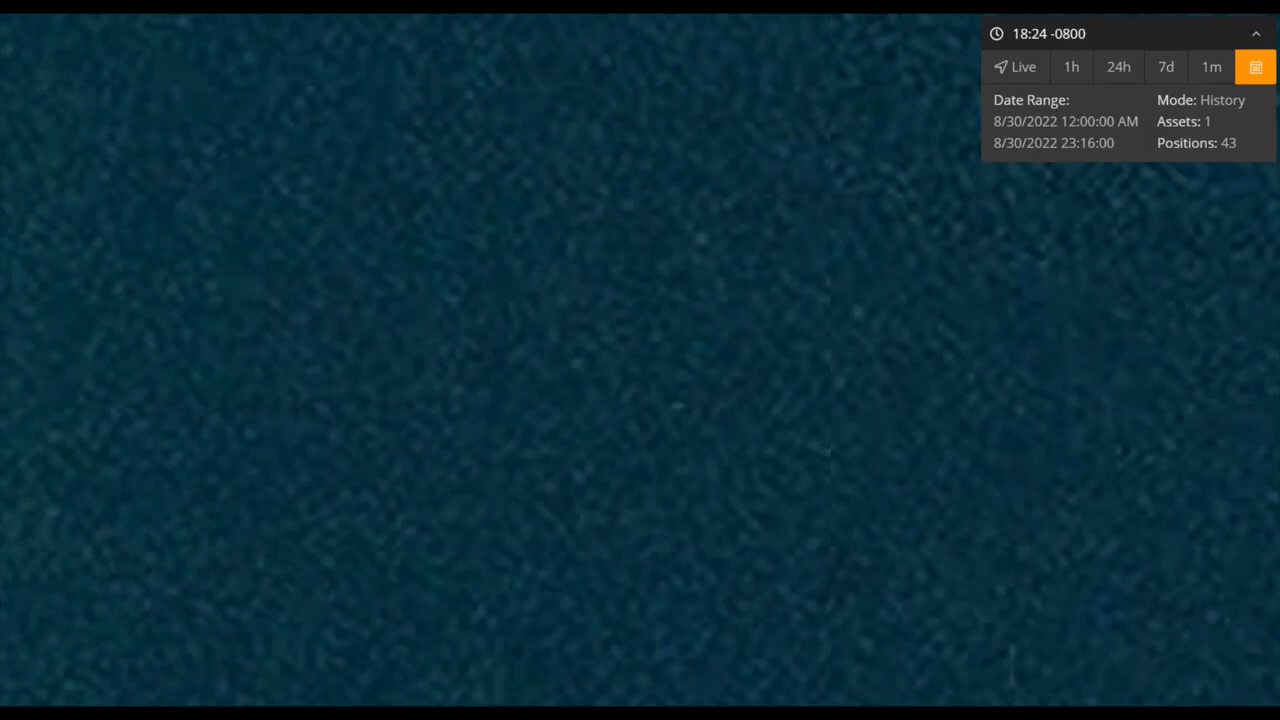 18:24 -0800
Live 1h 24h 7d 1m
Date Range: Mode: History
8/30/2022 12:00:00 AM Assets: 1
8/30/2022 23:16:00 Positions: 43